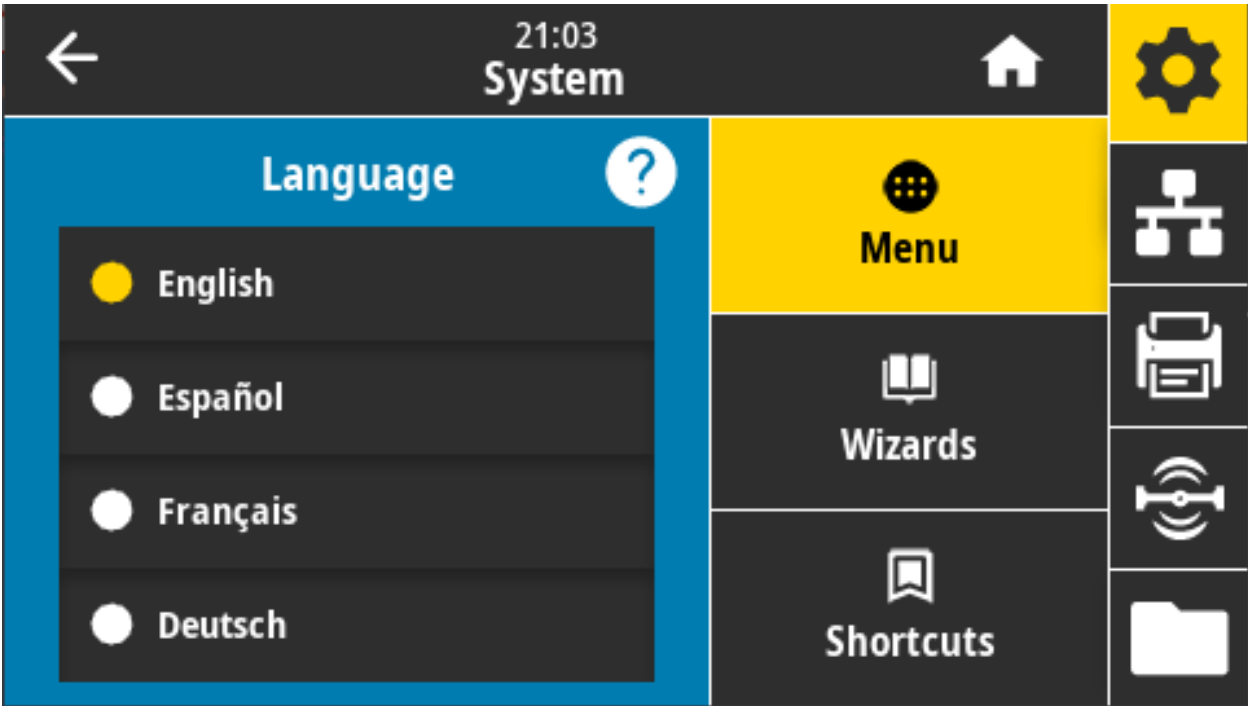 21:03
System
Language
?
English
Español
Français
Deutsch
Menu
Wizards
Shortcuts